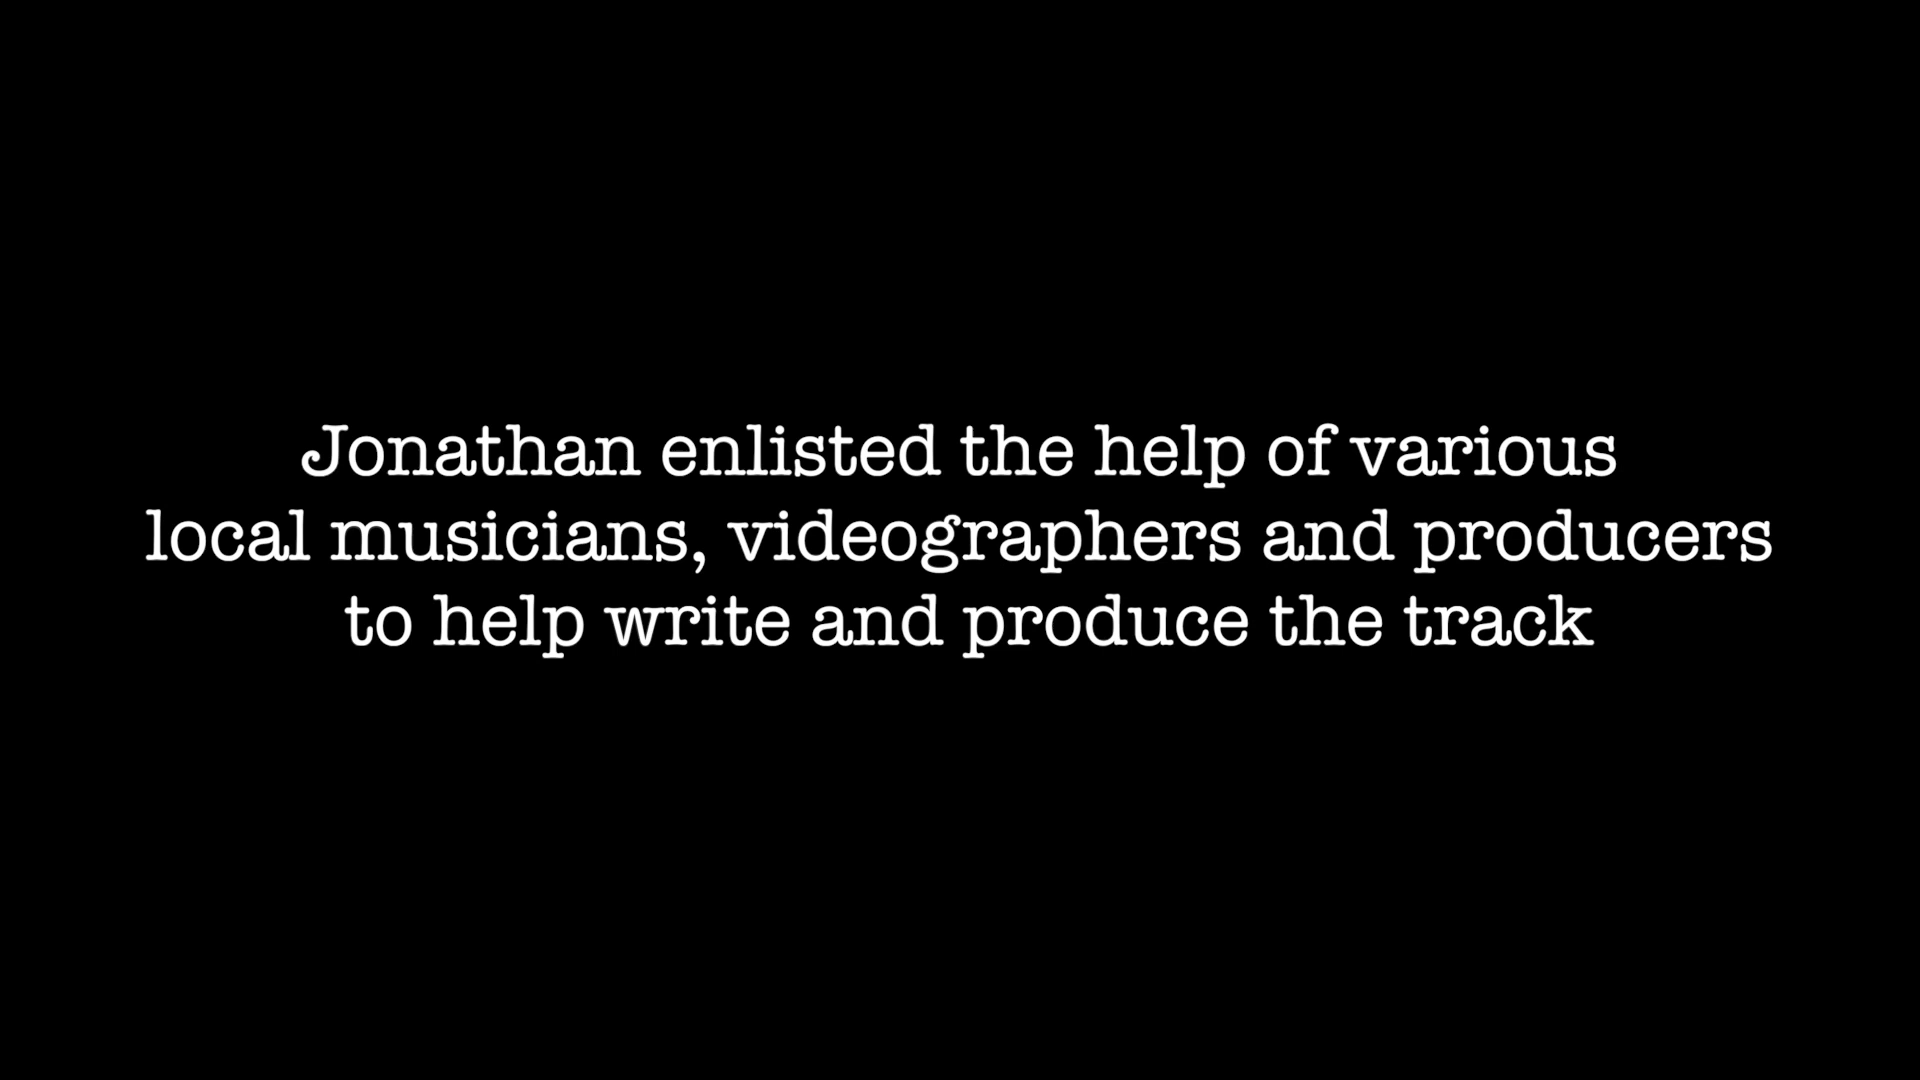 Jonathan enlisted the help of various
local musicians, videographers and producers
to help write and produce the track